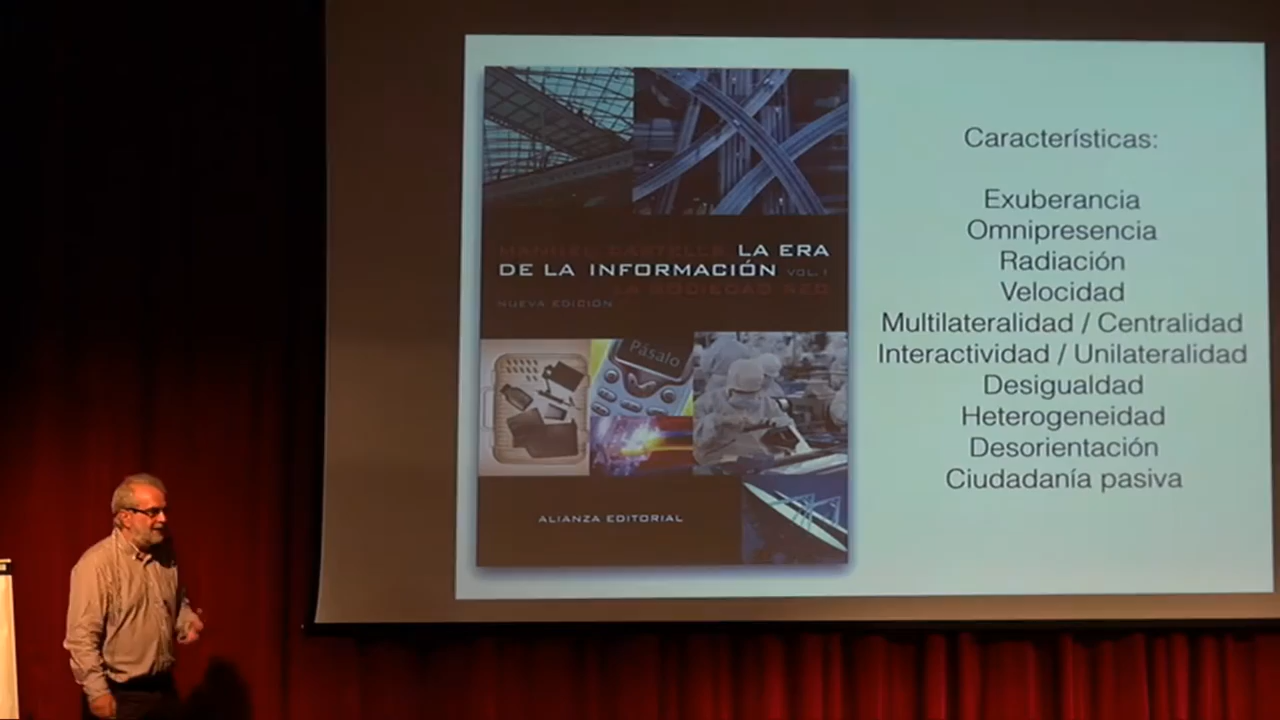 MANUEL CASTELLS LA ERA
DE LA INFORMACIÓN VOL. I
LA SOCIEDAD RED
NUEVA EDICIÓN
Pásalo
ALIANZA EDITORIAL
Características:
Exuberancia
Omnipresencia
Radiación
Velocidad
Multilateralidad / Centralidad
Interactividad / Unilateralidad
Desigualdad
Heterogeneidad
Desorientación
Ciudadanía pasiva